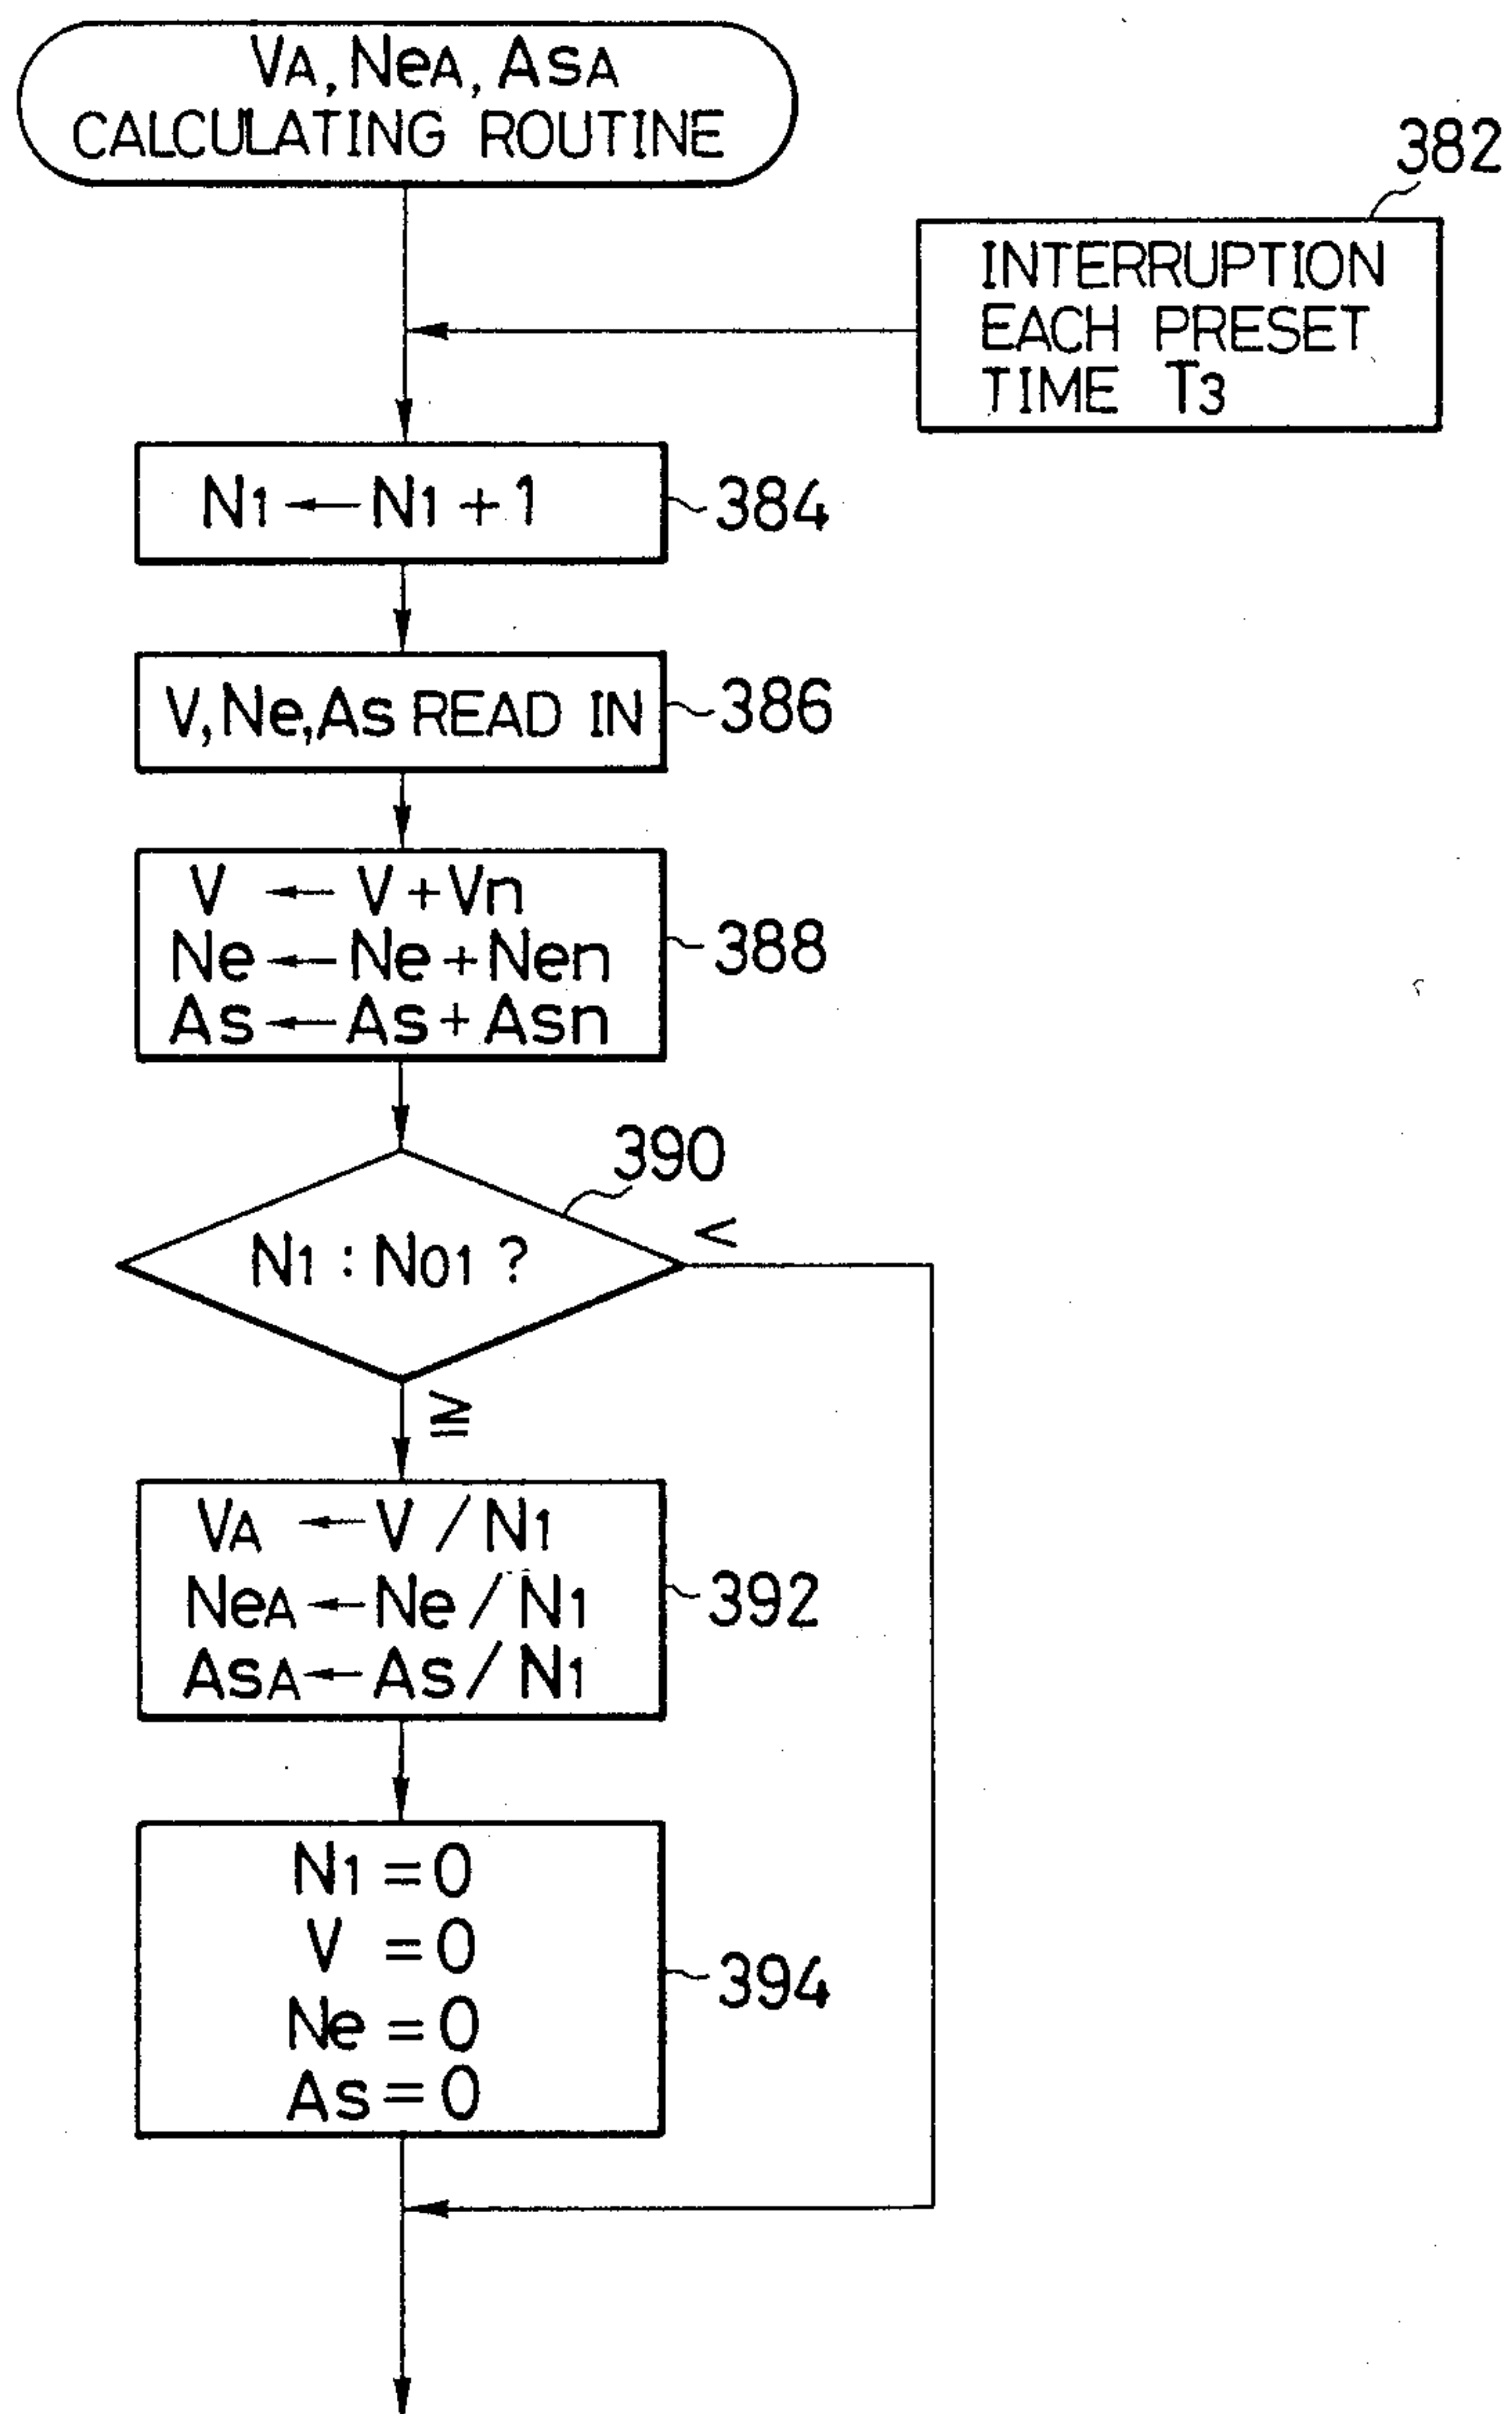 VA, NeA, AsA
CALCULATING ROUTINE
382
INTERRUPTION
EACH PRESET
TIME T3
N1 ← N1 + 1
384
V, Ne, As READ IN
386
V ← V + Vn
Ne ← Ne + Nen
As ← As + Asn
388
390
N1 : N01 ?
<
≧
VA ← V / N1
NeA ← Ne / N1
AsA ← As / N1
392
N1 = 0
V = 0
Ne = 0
As = 0
394